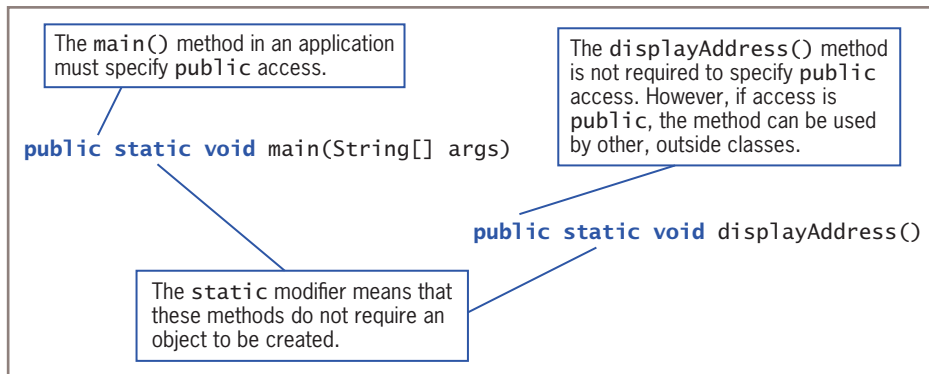 The main() method in an application
must specify public access.
The displayAddress() method
is not required to specify public
access. However, if access is
public, the method can be used
by other, outside classes.
public static void main(String[] args)
public static void displayAddress()
The static modifier means that
these methods do not require an
object to be created.